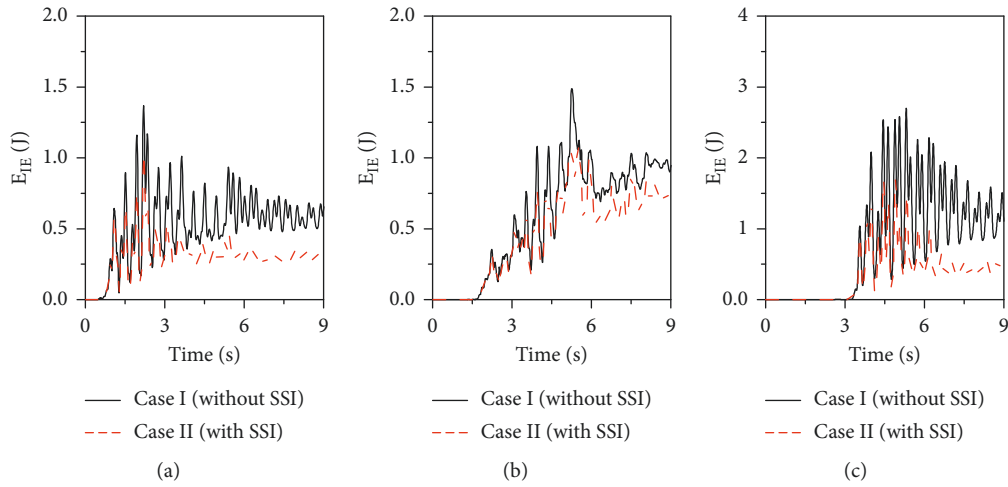 2.0
1.5
1.0
0.5
0.0
E_IE (J)
0 3 6 9
Time (s)
Case I (without SSI)
Case II (with SSI)
(a)
2.0
1.5
1.0
0.5
0.0
E_IE (J)
0 3 6 9
Time (s)
Case I (without SSI)
Case II (with SSI)
(b)
4
3
2
1
0
E_IE (J)
0 3 6 9
Time (s)
Case I (without SSI)
Case II (with SSI)
(c)